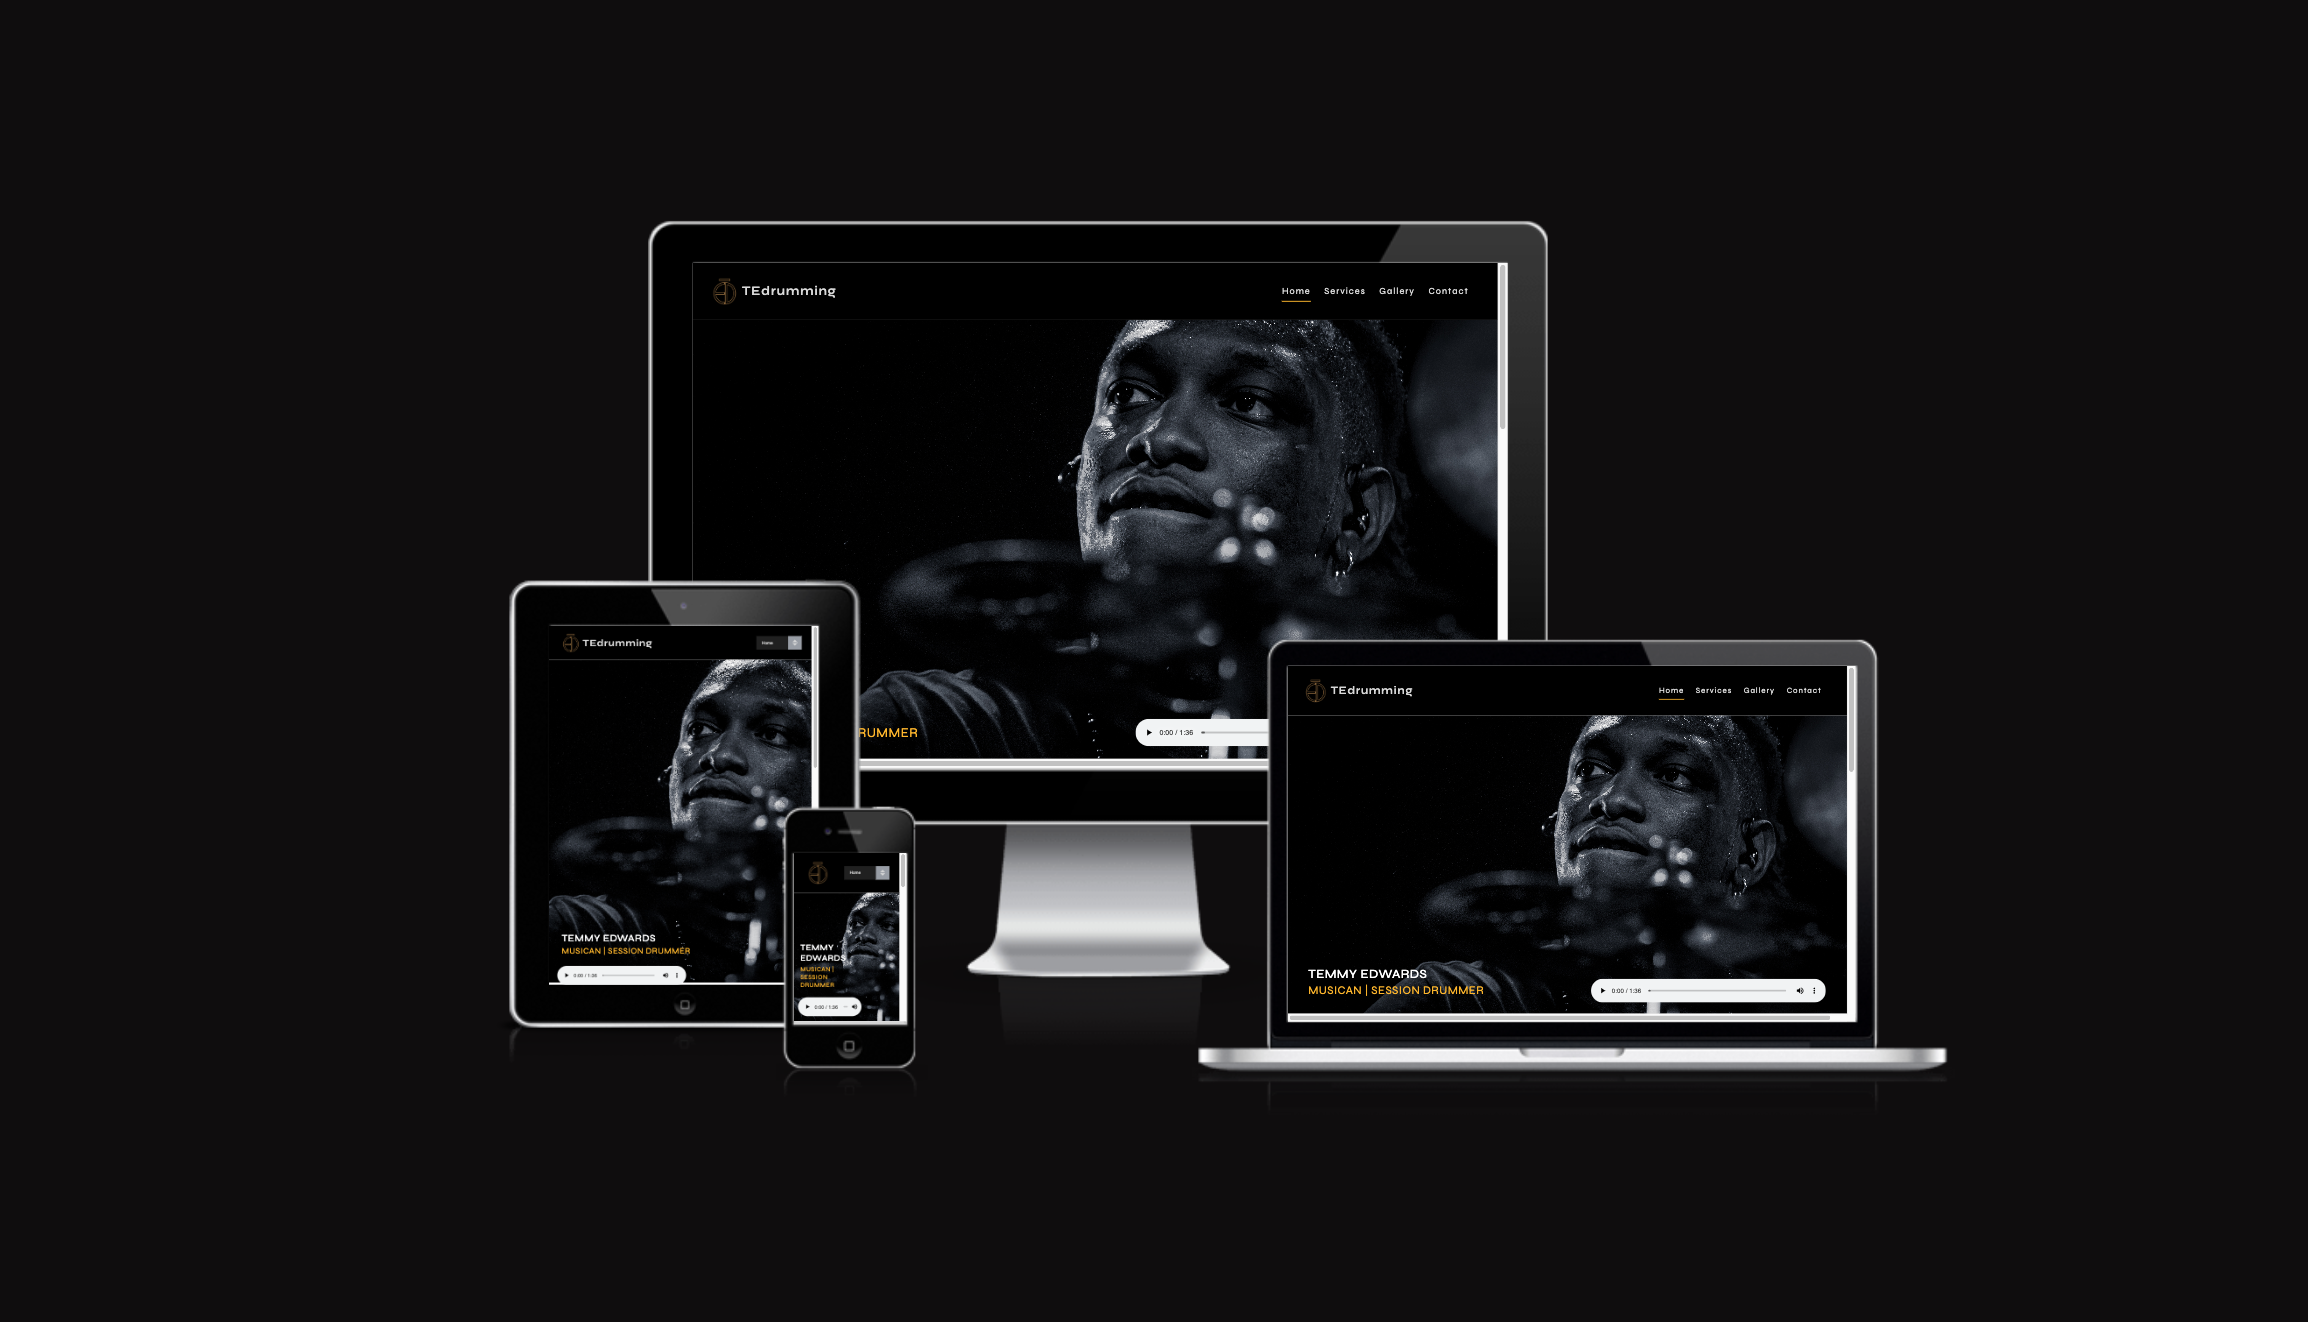 TEdrumming
Home Services Gallery Contact
RUMMER
0:00 / 1:36
TEdrumming
Home
TEMMY EDWARDS
MUSICAN | SESSION DRUMMER
0:00 / 1:36
Home
TEMMY
EDWARDS
MUSICAN |
SESSION
DRUMMER
0:00 / 1:36
TEdrumming
Home Services Gallery Contact
TEMMY EDWARDS
MUSICAN | SESSION DRUMMER
0:00 / 1:36